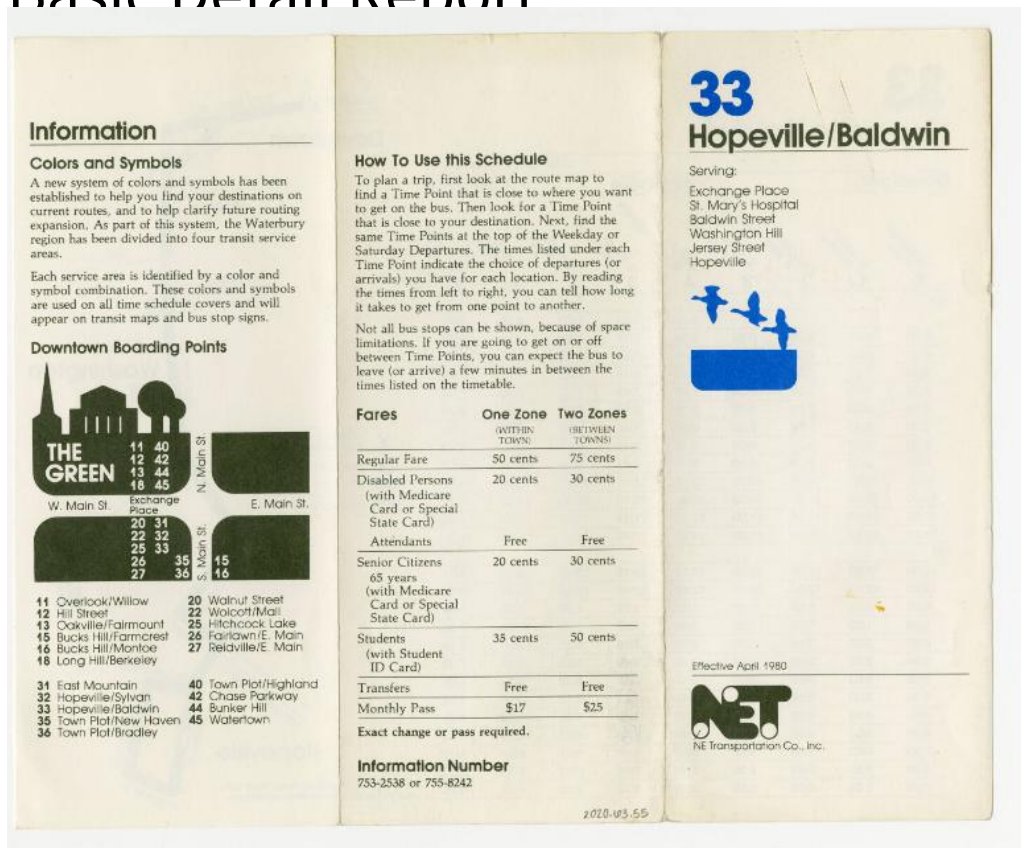 Basic Detail Report
Information
Colors and Symbols
A new system of colors and symbols has been
established to help you find your destinations on
current routes, and to help clarify future routing
expansion. As part of this system, the Waterbury
region has been divided into four transit service
areas.
Each service area is identified by a color and
symbol combination. These colors and symbols
are used on all time schedule covers and will
appear on transit maps and bus stop signs.
Downtown Boarding Points
THE
GREEN
11 40
12 42
13 44
18 45
N. Main St.
W. Main St.
Exchange
Place
E. Main St.
20 31
22 32
25 33
26 35
27 36
S. Main St.
15
16
11 Overlook/Willow
12 Hill Street
13 Oakville/Fairmount
15 Bucks Hill/Farmcrest
16 Bucks Hill/Montoe
18 Long Hill/Berkeley
20 Walnut Street
22 Wolcott/Mall
25 Hitchcock Lake
26 Fairlawn/E. Main
27 Reidville/E. Main
31 East Mountain
32 Hopeville/Sylvan
33 Hopeville/Baldwin
35 Town Plot/New Haven
36 Town Plot/Bradley
40 Town Plot/Highland
42 Chase Parkway
44 Bunker Hill
45 Watertown
How To Use this Schedule
To plan a trip, first look at the route map to
find a Time Point that is close to where you want
to get on the bus. Then look for a Time Point
that is close to your destination. Next, find the
same Time Points at the top of the Weekday or
Saturday Departures. The times listed under each
Time Point indicate the choice of departures (or
arrivals) you have for each location. By reading
the times from left to right, you can tell how long
it takes to get from one point to another.
Not all bus stops can be shown, because of space
limitations. If you are going to get on or off
between Time Points, you can expect the bus to
leave (or arrive) a few minutes in between the
times listed on the timetable.
Fares One Zone Two Zones
(WITHIN (BETWEEN
TOWN) TOWNS)
Regular Fare 50 cents 75 cents
Disabled Persons 20 cents 30 cents
(with Medicare
Card or Special
State Card)
Attendants Free Free
Senior Citizens 20 cents 30 cents
65 years
(with Medicare
Card or Special
State Card)
Students 35 cents 50 cents
(with Student
ID Card)
Transfers Free Free
Monthly Pass $17 $25
Exact change or pass required.
Information Number
753-2538 or 755-8242
2020.03.55
33
Hopeville/Baldwin
Serving:
Exchange Place
St. Mary's Hospital
Baldwin Street
Washington Hill
Jersey Street
Hopeville
Effective April 1980
NET
NE Transportation Co., Inc.